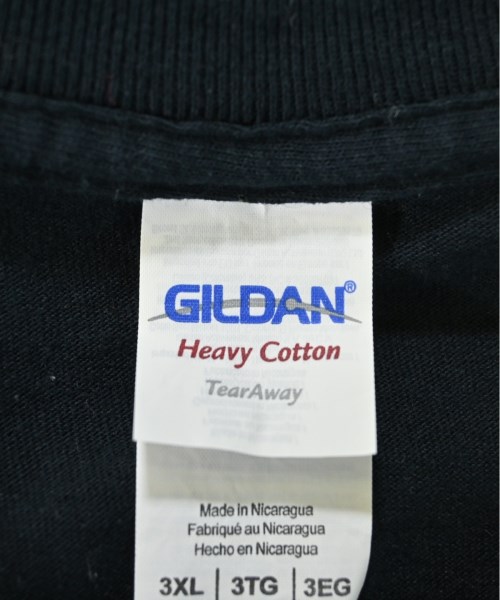 GILDAN®
Heavy Cotton
TearAway
Made in Nicaragua
Fabriqué au Nicaragua
Hecho en Nicaragua
3XL | 3TG | 3EG